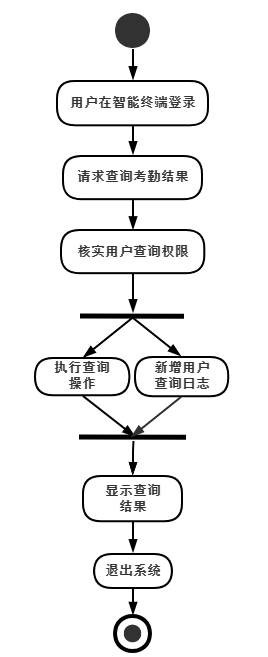 用户在智能终端登录
请求查询考勤结果
核实用户查询权限
执行查询
操作
新增用户
查询日志
显示查询
结果
退出系统